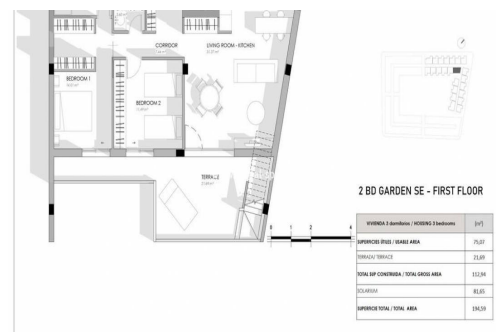 CORRIDOR
LIVING ROOM - KITCHEN
BEDROOM 1
BEDROOM 2
0 1 2 4
2 BD GARDEN SE - FIRST FLOOR
VIVIENDA 2 dormitorios / HOUSING 2 bedrooms (m²)
SUPERFICIES ÚTILES / USABLE AREA 75,07
TERRAZA/ TERRACE 21,69
TOTAL SUP CONSTRUIDA / TOTAL GROSS AREA 112,94
SOLARIUM 81,65
SUPERFICIE TOTAL / TOTAL AREA 194,59